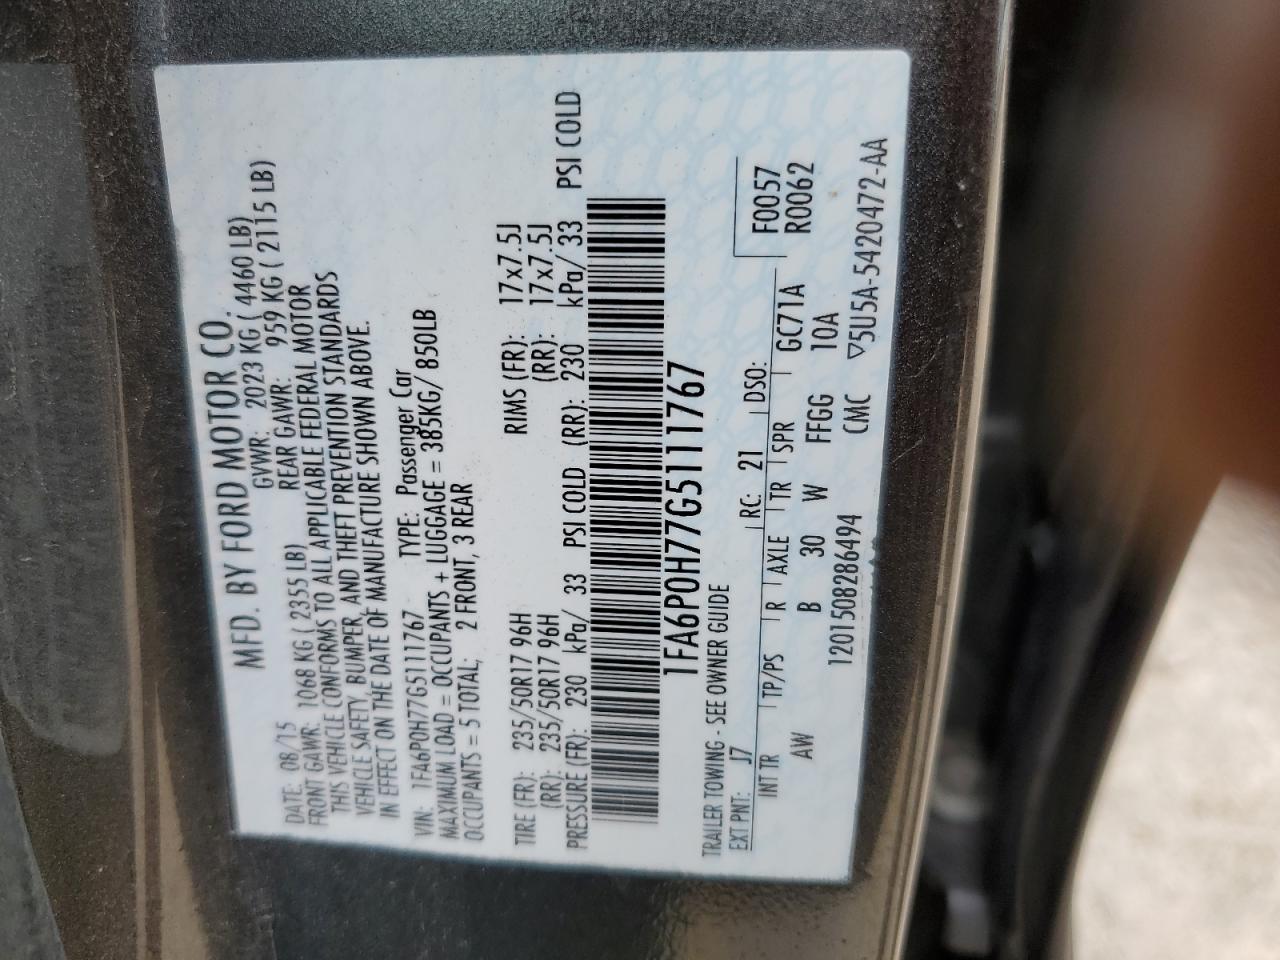 MFD. BY FORD MOTOR CO.
DATE: 08/15 GVWR: 2023 KG ( 4460 LB)
FRONT GAWR: 1068 KG ( 2355 LB) REAR GAWR: 959 KG ( 2115 LB)
THIS VEHICLE CONFORMS TO ALL APPLICABLE FEDERAL MOTOR
VEHICLE SAFETY, BUMPER, AND THEFT PREVENTION STANDARDS
IN EFFECT ON THE DATE OF MANUFACTURE SHOWN ABOVE.
VIN: 1FA6P0H77G5111767 TYPE: Passenger Car
MAXIMUM LOAD = OCCUPANTS + LUGGAGE = 385KG/ 850LB
OCCUPANTS = 5 TOTAL; 2 FRONT, 3 REAR
TIRE (FR): 235/50R17 96H RIMS (FR): 17x7.5J
(RR): 235/50R17 96H (RR): 17x7.5J
PRESSURE (FR): 230 kPa/ 33 PSI COLD (RR): 230 kPa/ 33 PSI COLD
1FA6P0H77G5111767
TRAILER TOWING - SEE OWNER GUIDE
EXT PNT: J7 RC: 21 DSO: F0057
INT TR TP/PS R AXLE TR SPR GC71A R0062
AW B 30 W FFGG 10A
1201508286494 CMC ▽5U5A-5420472-AA